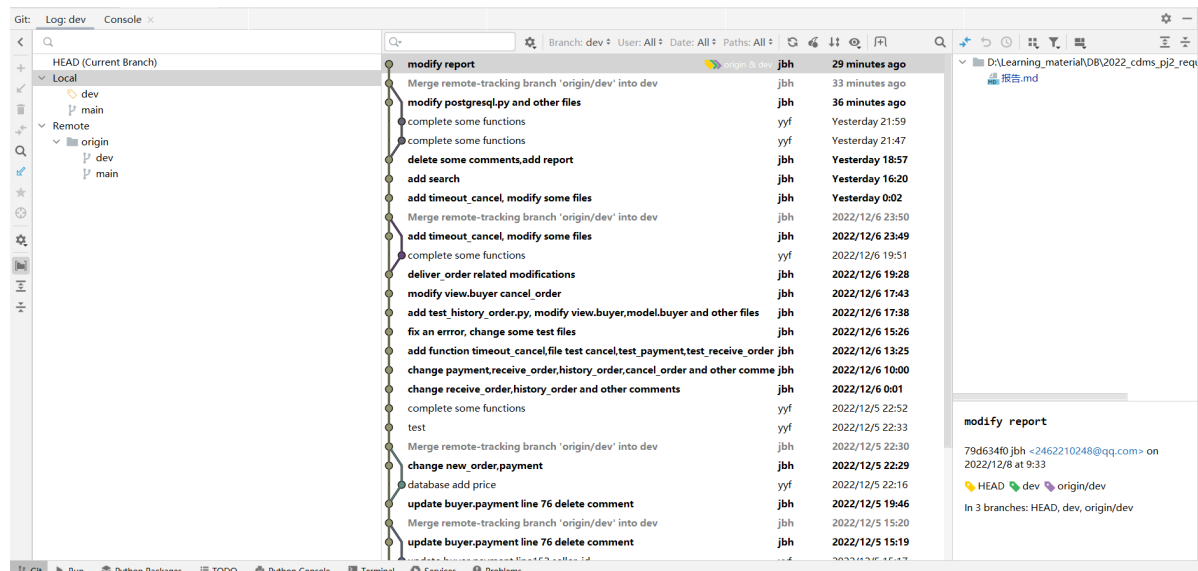 Git: Log: dev Console ×
Branch: dev User: All Date: All Paths: All
HEAD (Current Branch)
Local
dev
main
Remote
origin
dev
main
modify report origin & dev jbh 29 minutes ago
Merge remote-tracking branch 'origin/dev' into dev jbh 33 minutes ago
modify postgresql.py and other files jbh 36 minutes ago
complete some functions yyf Yesterday 21:59
complete some functions yyf Yesterday 21:47
delete some comments,add report jbh Yesterday 18:57
add search jbh Yesterday 16:20
add timeout_cancel, modify some files jbh Yesterday 0:02
Merge remote-tracking branch 'origin/dev' into dev jbh 2022/12/6 23:50
add timeout_cancel, modify some files jbh 2022/12/6 23:49
complete some functions yyf 2022/12/6 19:51
deliver_order related modifications jbh 2022/12/6 19:28
modify view.buyer cancel_order jbh 2022/12/6 17:43
add test_history_order.py, modify view.buyer,model.buyer and other files jbh 2022/12/6 17:38
fix an errror, change some test files jbh 2022/12/6 15:26
add function timeout_cancel,file test cancel,test_payment,test_receive_order jbh 2022/12/6 13:25
change payment,receive_order,history_order,cancel_order and other comme jbh 2022/12/6 10:00
change receive_order,history_order and other comments jbh 2022/12/6 0:01
complete some functions yyf 2022/12/5 22:52
test yyf 2022/12/5 22:33
Merge remote-tracking branch 'origin/dev' into dev jbh 2022/12/5 22:30
change new_order,payment jbh 2022/12/5 22:29
database add price yyf 2022/12/5 22:16
update buyer.payment line 76 delete comment jbh 2022/12/5 19:46
Merge remote-tracking branch 'origin/dev' into dev jbh 2022/12/5 15:20
update buyer.payment line 76 delete comment jbh 2022/12/5 15:19
D:\Learning_material\DB\2022_cdms_pj2_requ
报告.md
modify report
79d634f0 jbh <2462210248@qq.com> on
2022/12/8 at 9:33
HEAD dev origin/dev
In 3 branches: HEAD, dev, origin/dev
Git Run Python Packages TODO Python Console Terminal Services Problems